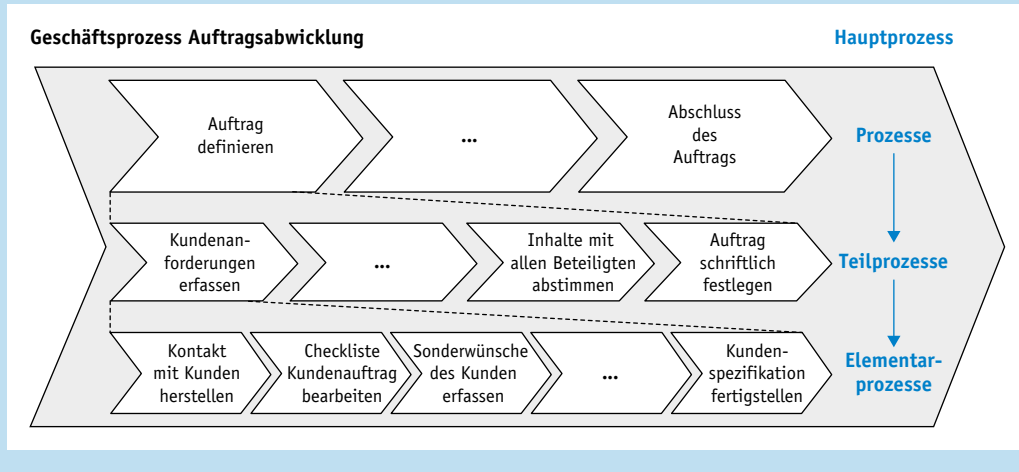 Geschäftsprozess Auftragsabwicklung
Hauptprozess
Auftrag
definieren
...
Abschluss
des
Auftrags
Prozesse
Kundenan-
forderungen
erfassen
...
Inhalte mit
allen Beteiligten
abstimmen
Auftrag
schriftlich
festlegen
Teilprozesse
Kontakt
mit Kunden
herstellen
Checkliste
Kundenauftrag
bearbeiten
Sonderwünsche
des Kunden
erfassen
...
Kunden-
spezifikation
fertigstellen
Elementar-
prozesse